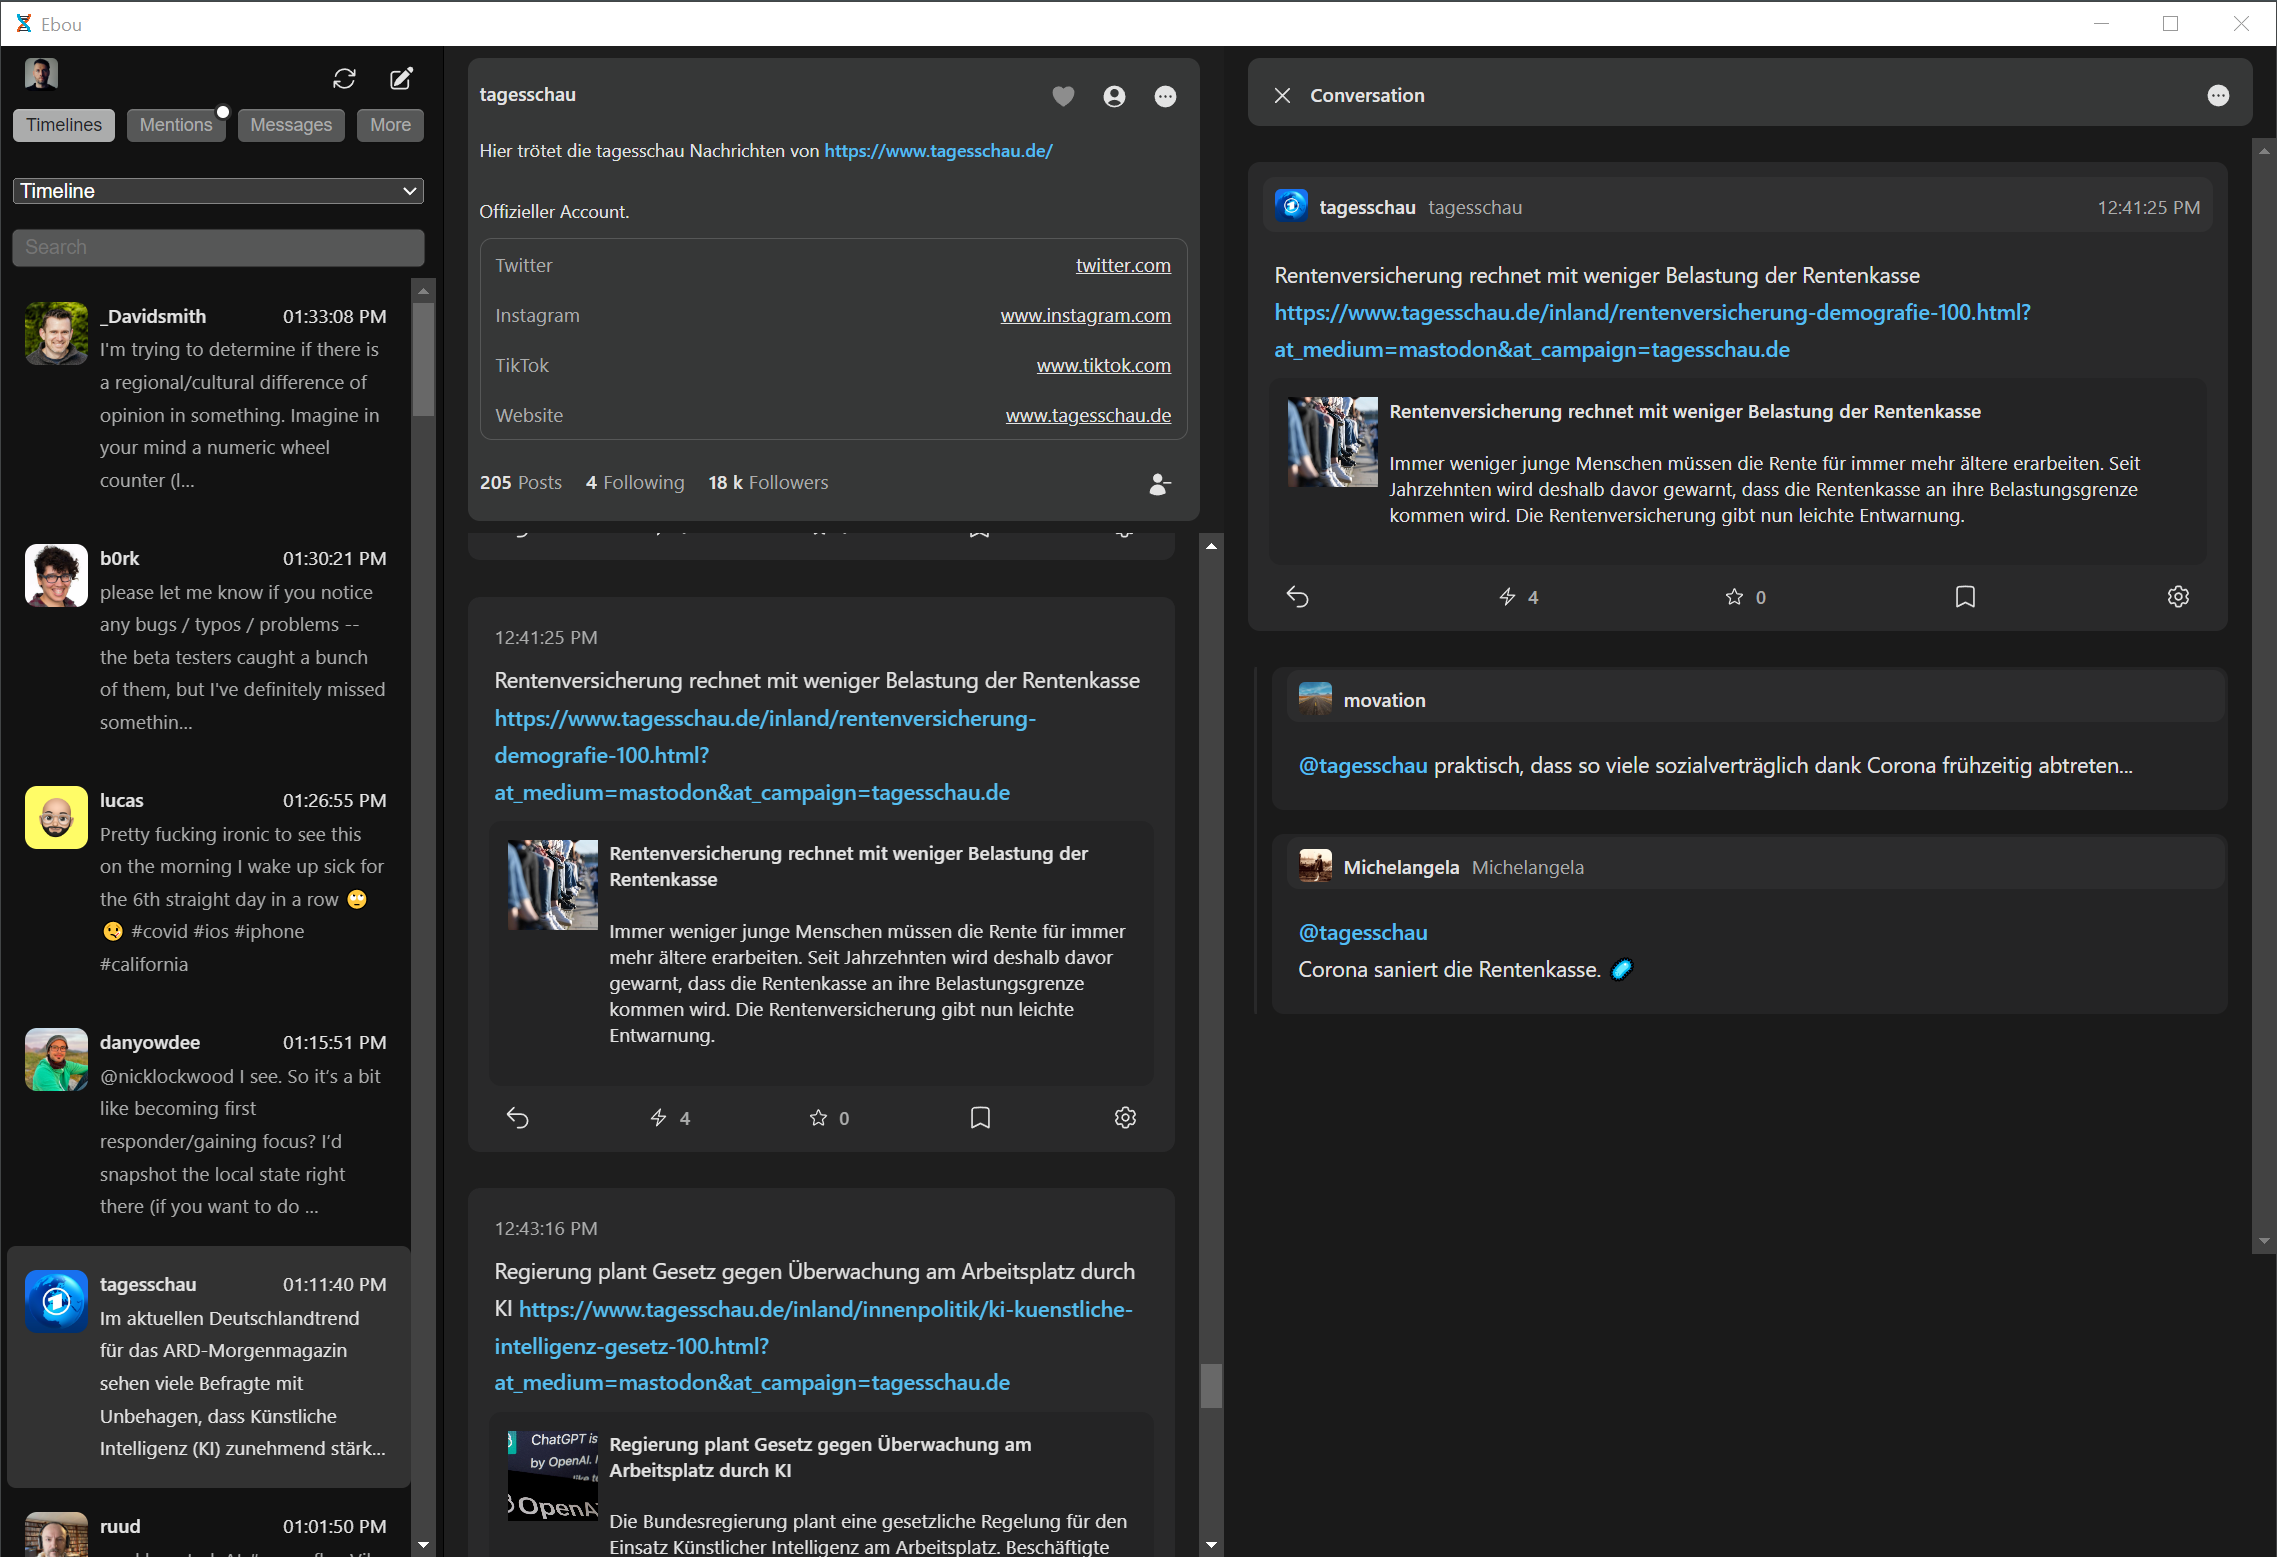 Ebou
Timelines
Mentions
Messages
More
Timeline
Search
_Davidsmith 01:33:08 PM
I'm trying to determine if there is
a regional/cultural difference of
opinion in something. Imagine in
your mind a numeric wheel
counter (l...
b0rk 01:30:21 PM
please let me know if you notice
any bugs / typos / problems --
the beta testers caught a bunch
of them, but I've definitely missed
somethin...
lucas 01:26:55 PM
Pretty fucking ironic to see this
on the morning I wake up sick for
the 6th straight day in a row 🙄
🤒 #covid #ios #iphone
#california
danyowdee 01:15:51 PM
@nicklockwood I see. So it’s a bit
like becoming first
responder/gaining focus? I’d
snapshot the local state right
there (if you want to do ...
tagesschau 01:11:40 PM
Im aktuellen Deutschlandtrend
für das ARD-Morgenmagazin
sehen viele Befragte mit
Unbehagen, dass Künstliche
Intelligenz (KI) zunehmend stärk...
ruud 01:01:50 PM
tagesschau
Hier trötet die tagesschau Nachrichten von https://www.tagesschau.de/
Offizieller Account.
Twitter twitter.com
Instagram www.instagram.com
TikTok www.tiktok.com
Website www.tagesschau.de
205 Posts 4 Following 18 k Followers
12:41:25 PM
Rentenversicherung rechnet mit weniger Belastung der Rentenkasse
https://www.tagesschau.de/inland/rentenversicherung-
demografie-100.html?
at_medium=mastodon&at_campaign=tagesschau.de
Rentenversicherung rechnet mit weniger Belastung der
Rentenkasse
Immer weniger junge Menschen müssen die Rente für immer
mehr ältere erarbeiten. Seit Jahrzehnten wird deshalb davor
gewarnt, dass die Rentenkasse an ihre Belastungsgrenze
kommen wird. Die Rentenversicherung gibt nun leichte
Entwarnung.
4 0
12:43:16 PM
Regierung plant Gesetz gegen Überwachung am Arbeitsplatz durch
KI https://www.tagesschau.de/inland/innenpolitik/ki-kuenstliche-
intelligenz-gesetz-100.html?
at_medium=mastodon&at_campaign=tagesschau.de
ChatGPT is
by OpenAI.
OpenA
Regierung plant Gesetz gegen Überwachung am
Arbeitsplatz durch KI
Die Bundesregierung plant eine gesetzliche Regelung für den
Einsatz Künstlicher Intelligenz am Arbeitsplatz. Beschäftigte
Conversation
tagesschau tagesschau 12:41:25 PM
Rentenversicherung rechnet mit weniger Belastung der Rentenkasse
https://www.tagesschau.de/inland/rentenversicherung-demografie-100.html?
at_medium=mastodon&at_campaign=tagesschau.de
Rentenversicherung rechnet mit weniger Belastung der Rentenkasse
Immer weniger junge Menschen müssen die Rente für immer mehr ältere erarbeiten. Seit
Jahrzehnten wird deshalb davor gewarnt, dass die Rentenkasse an ihre Belastungsgrenze
kommen wird. Die Rentenversicherung gibt nun leichte Entwarnung.
4 0
movation
@tagesschau praktisch, dass so viele sozialverträglich dank Corona frühzeitig abtreten...
Michelangela Michelangela
@tagesschau
Corona saniert die Rentenkasse. 🦠